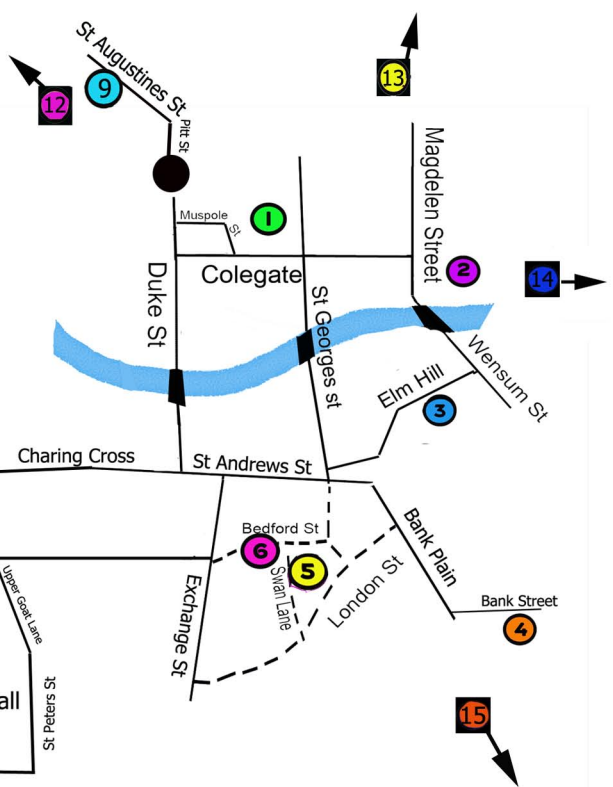 St Augustines St
9
12
Pitt St
13
Magdelen Street
Muspole
St
1
Colegate
2
14
Duke St
St Georges st
Wensum St
Elm Hill
3
Charing Cross
St Andrews St
Bank Plain
Bedford St
6
5
Swan Lane
London St
Exchange St
Upper Goat Lane
Bank Street
4
all
St Peters St
15